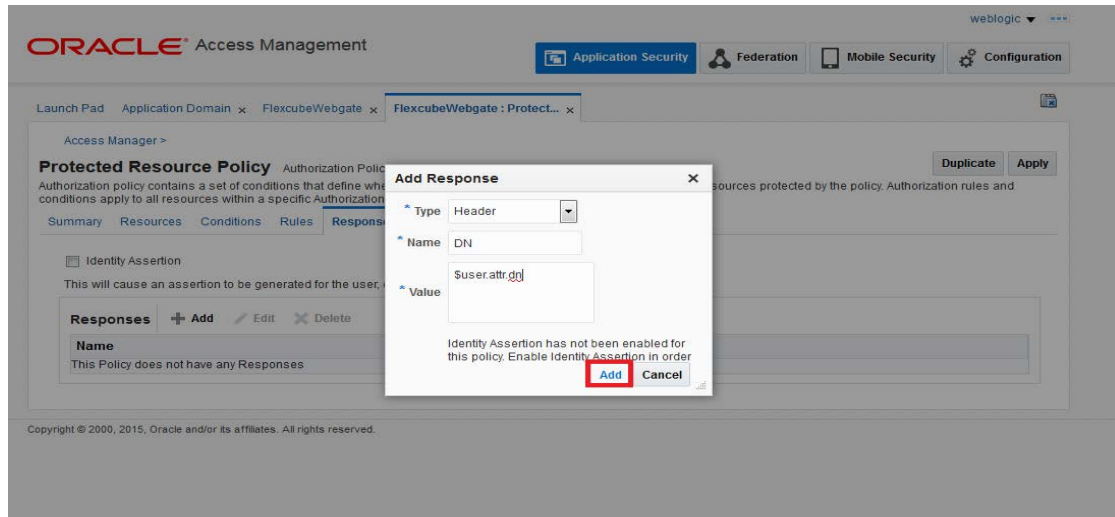 weblogic
ORACLE Access Management
Application Security
Federation
Mobile Security
Configuration
Launch Pad
Application Domain
FlexcubeWebgate
FlexcubeWebgate : Protect...
Access Manager >
Protected Resource Policy Authorization Polic
Duplicate
Apply
Authorization policy contains a set of conditions that define whe
sources protected by the policy. Authorization rules and
conditions apply to all resources within a specific Authorization
Summary
Resources
Conditions
Rules
Respons
Identity Assertion
This will cause an assertion to be generated for the user,
Responses
Add
Edit
Delete
Name
This Policy does not have any Responses
Add Response
* Type Header
* Name DN
* Value $user.attr.dn
Identity Assertion has not been enabled for
this policy. Enable Identity Assertion in order
Add
Cancel
Copyright © 2000, 2015, Oracle and/or its affiliates. All rights reserved.